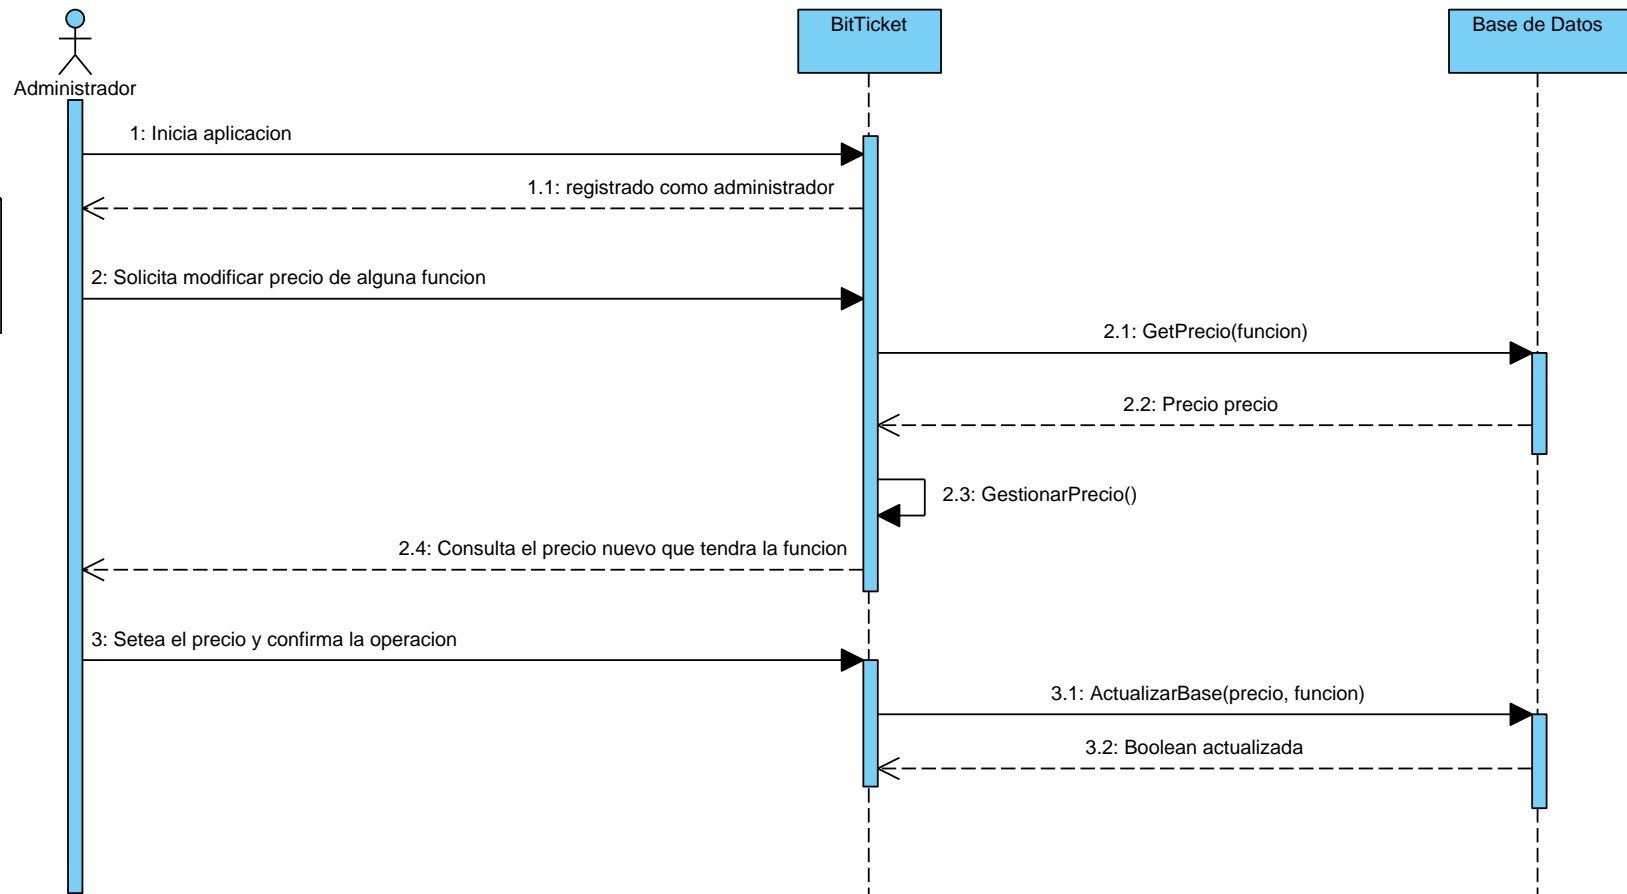 BitTicket
Base de Datos
Administrador
1: Inicia aplicacion
1.1: registrado como administrador
2: Solicita modificar precio de alguna funcion
2.1: GetPrecio(funcion)
2.2: Precio precio
2.3: GestionarPrecio()
2.4: Consulta el precio nuevo que tendra la funcion
3: Setea el precio y confirma la operacion
3.1: ActualizarBase(precio, funcion)
3.2: Boolean actualizada